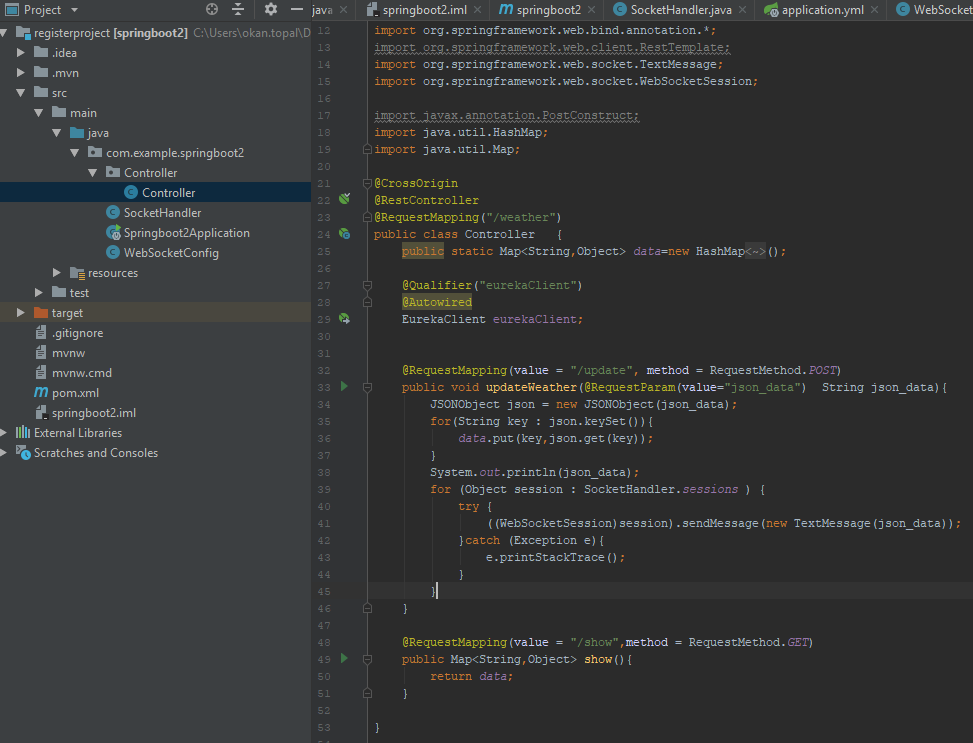 Project
registerproject [springboot2] C:\Users\okan.topal\D
.idea
.mvn
src
main
java
com.example.springboot2
Controller
Controller
SocketHandler
Springboot2Application
WebSocketConfig
resources
test
target
.gitignore
mvnw
mvnw.cmd
pom.xml
springboot2.iml
External Libraries
Scratches and Consoles
java springboot2.iml springboot2 SocketHandler.java application.yml WebSocket
12 import org.springframework.web.bind.annotation.*;
13 import org.springframework.web.client.RestTemplate;
14 import org.springframework.web.socket.TextMessage;
15 import org.springframework.web.socket.WebSocketSession;
16
17 import javax.annotation.PostConstruct;
18 import java.util.HashMap;
19 import java.util.Map;
20
21 @CrossOrigin
22 @RestController
23 @RequestMapping("/weather")
24 public class Controller {
25 public static Map<String,Object> data=new HashMap<~>();
26
27 @Qualifier("eurekaClient")
28 @Autowired
29 EurekaClient eurekaClient;
30
31
32 @RequestMapping(value = "/update", method = RequestMethod.POST)
33 public void updateWeather(@RequestParam(value="json_data") String json_data){
34 JSONObject json = new JSONObject(json_data);
35 for(String key : json.keySet()){
36 data.put(key,json.get(key));
37 }
38 System.out.println(json_data);
39 for (Object session : SocketHandler.sessions ) {
40 try {
41 ((WebSocketSession)session).sendMessage(new TextMessage(json_data));
42 }catch (Exception e){
43 e.printStackTrace();
44 }
45 }
46 }
47
48 @RequestMapping(value = "/show",method = RequestMethod.GET)
49 public Map<String,Object> show(){
50 return data;
51 }
52
53 }